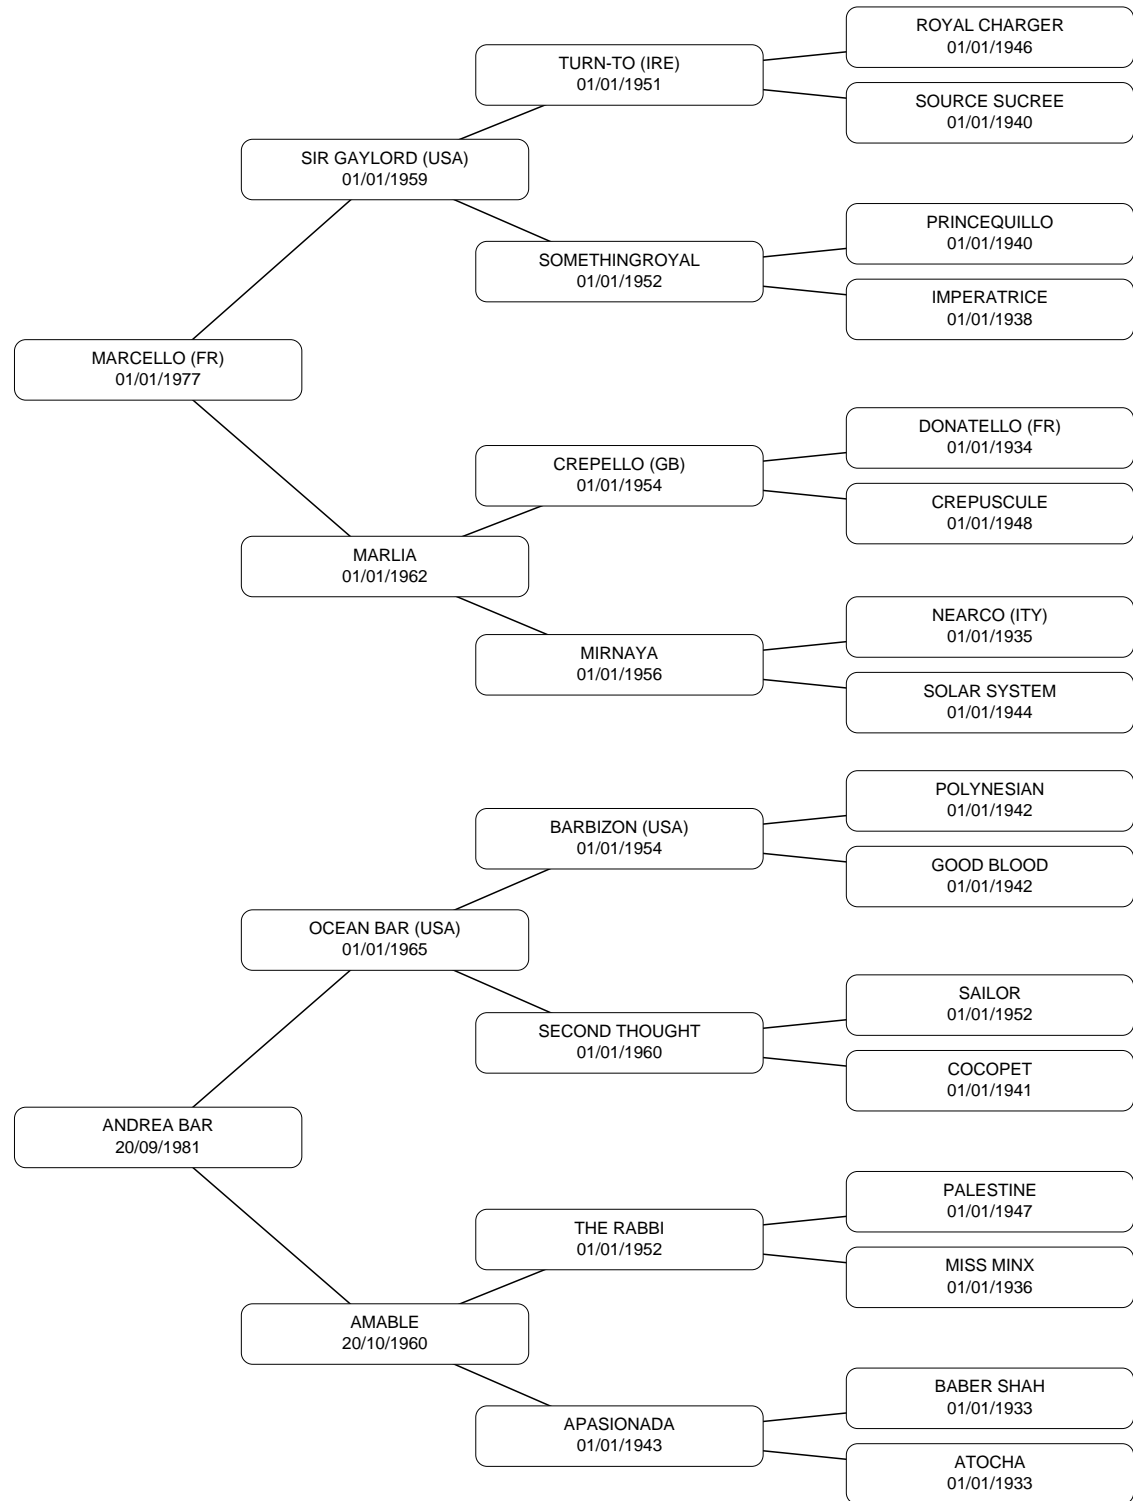 ROYAL CHARGER
01/01/1946
TURN-TO (IRE)
01/01/1951
SOURCE SUCREE
01/01/1940
SIR GAYLORD (USA)
01/01/1959
PRINCEQUILLO
01/01/1940
SOMETHINGROYAL
01/01/1952
IMPERATRICE
01/01/1938
MARCELLO (FR)
01/01/1977
DONATELLO (FR)
01/01/1934
CREPELLO (GB)
01/01/1954
CREPUSCULE
01/01/1948
MARLIA
01/01/1962
NEARCO (ITY)
01/01/1935
MIRNAYA
01/01/1956
SOLAR SYSTEM
01/01/1944
POLYNESIAN
01/01/1942
BARBIZON (USA)
01/01/1954
GOOD BLOOD
01/01/1942
OCEAN BAR (USA)
01/01/1965
SAILOR
01/01/1952
SECOND THOUGHT
01/01/1960
COCOPET
01/01/1941
ANDREA BAR
20/09/1981
PALESTINE
01/01/1947
THE RABBI
01/01/1952
MISS MINX
01/01/1936
AMABLE
20/10/1960
BABER SHAH
01/01/1933
APASIONADA
01/01/1943
ATOCHA
01/01/1933